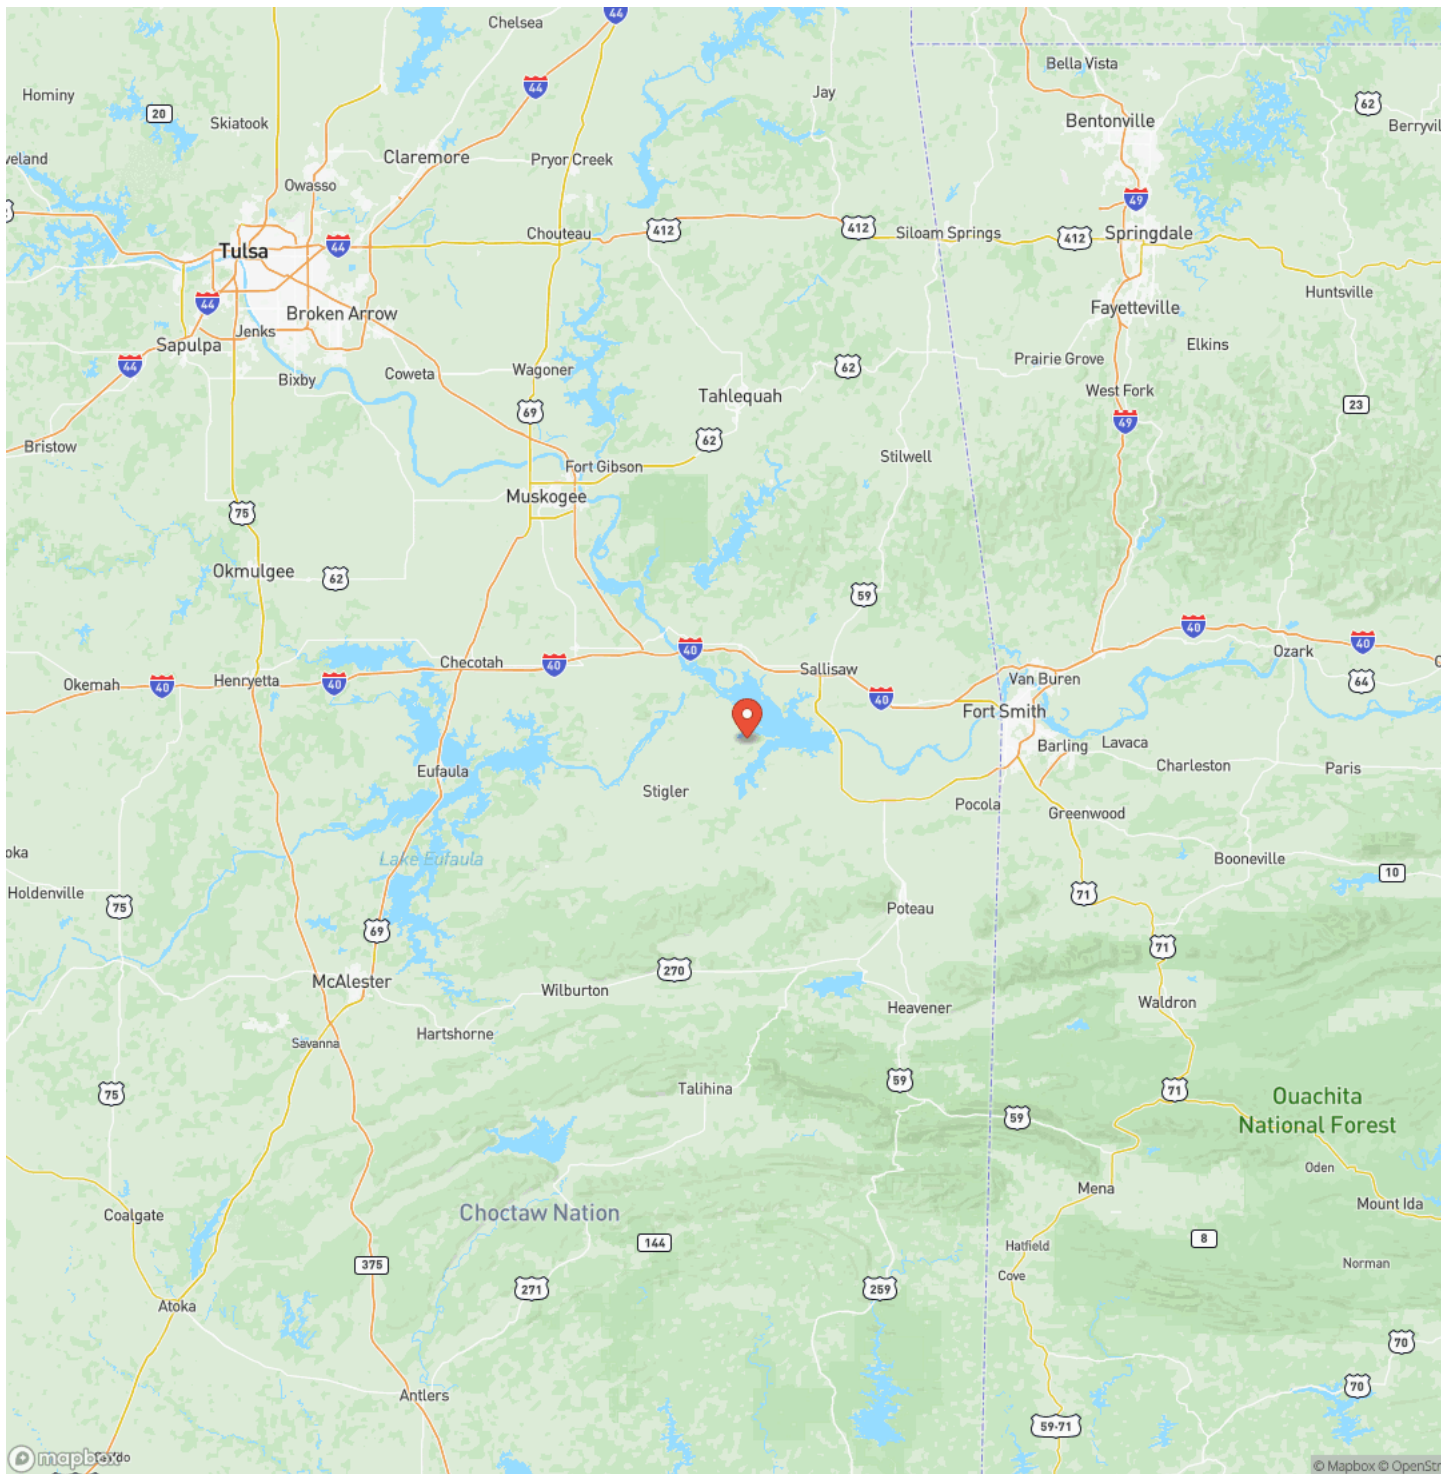 44
Chelsea
Bella Vista
Hominy
44
Jay
62
20
Skiatook
Bentonville
Berryvil
veland
Claremore
Pryor Creek
Owasso
49
412
412
Chouteau
Siloam Springs
412
Springdale
Tulsa
44
Huntsville
44
Broken Arrow
Fayetteville
Jenks
Sapulpa
Elkins
44
Bixby
Coweta
Wagoner
62
Prairie Grove
West Fork
Tahlequah
69
23
49
Bristow
62
Fort Gibson
Stilwell
Muskogee
75
Okmulgee
62
59
40
40
Checotah
40
40
Sallisaw
Ozark
Okemah
40
Henryetta
40
Van Buren
64
40
Fort Smith
Barling
Lavaca
Eufaula
Charleston
Paris
Stigler
Pocola
Greenwood
oka
Lake Eufaula
Booneville
Holdenville
10
75
71
Poteau
69
71
McAlester
270
Wilburton
Heavener
Waldron
Hartshorne
Savanna
75
Talihina
59
71
59
Ouachita
National Forest
Oden
Mena
Mount Ida
Coalgate
Choctaw Nation
144
8
Hatfield
375
Norman
271
259
Cove
Atoka
70
70
Antlers
59-71
mapbox
© Mapbox © OpenStr